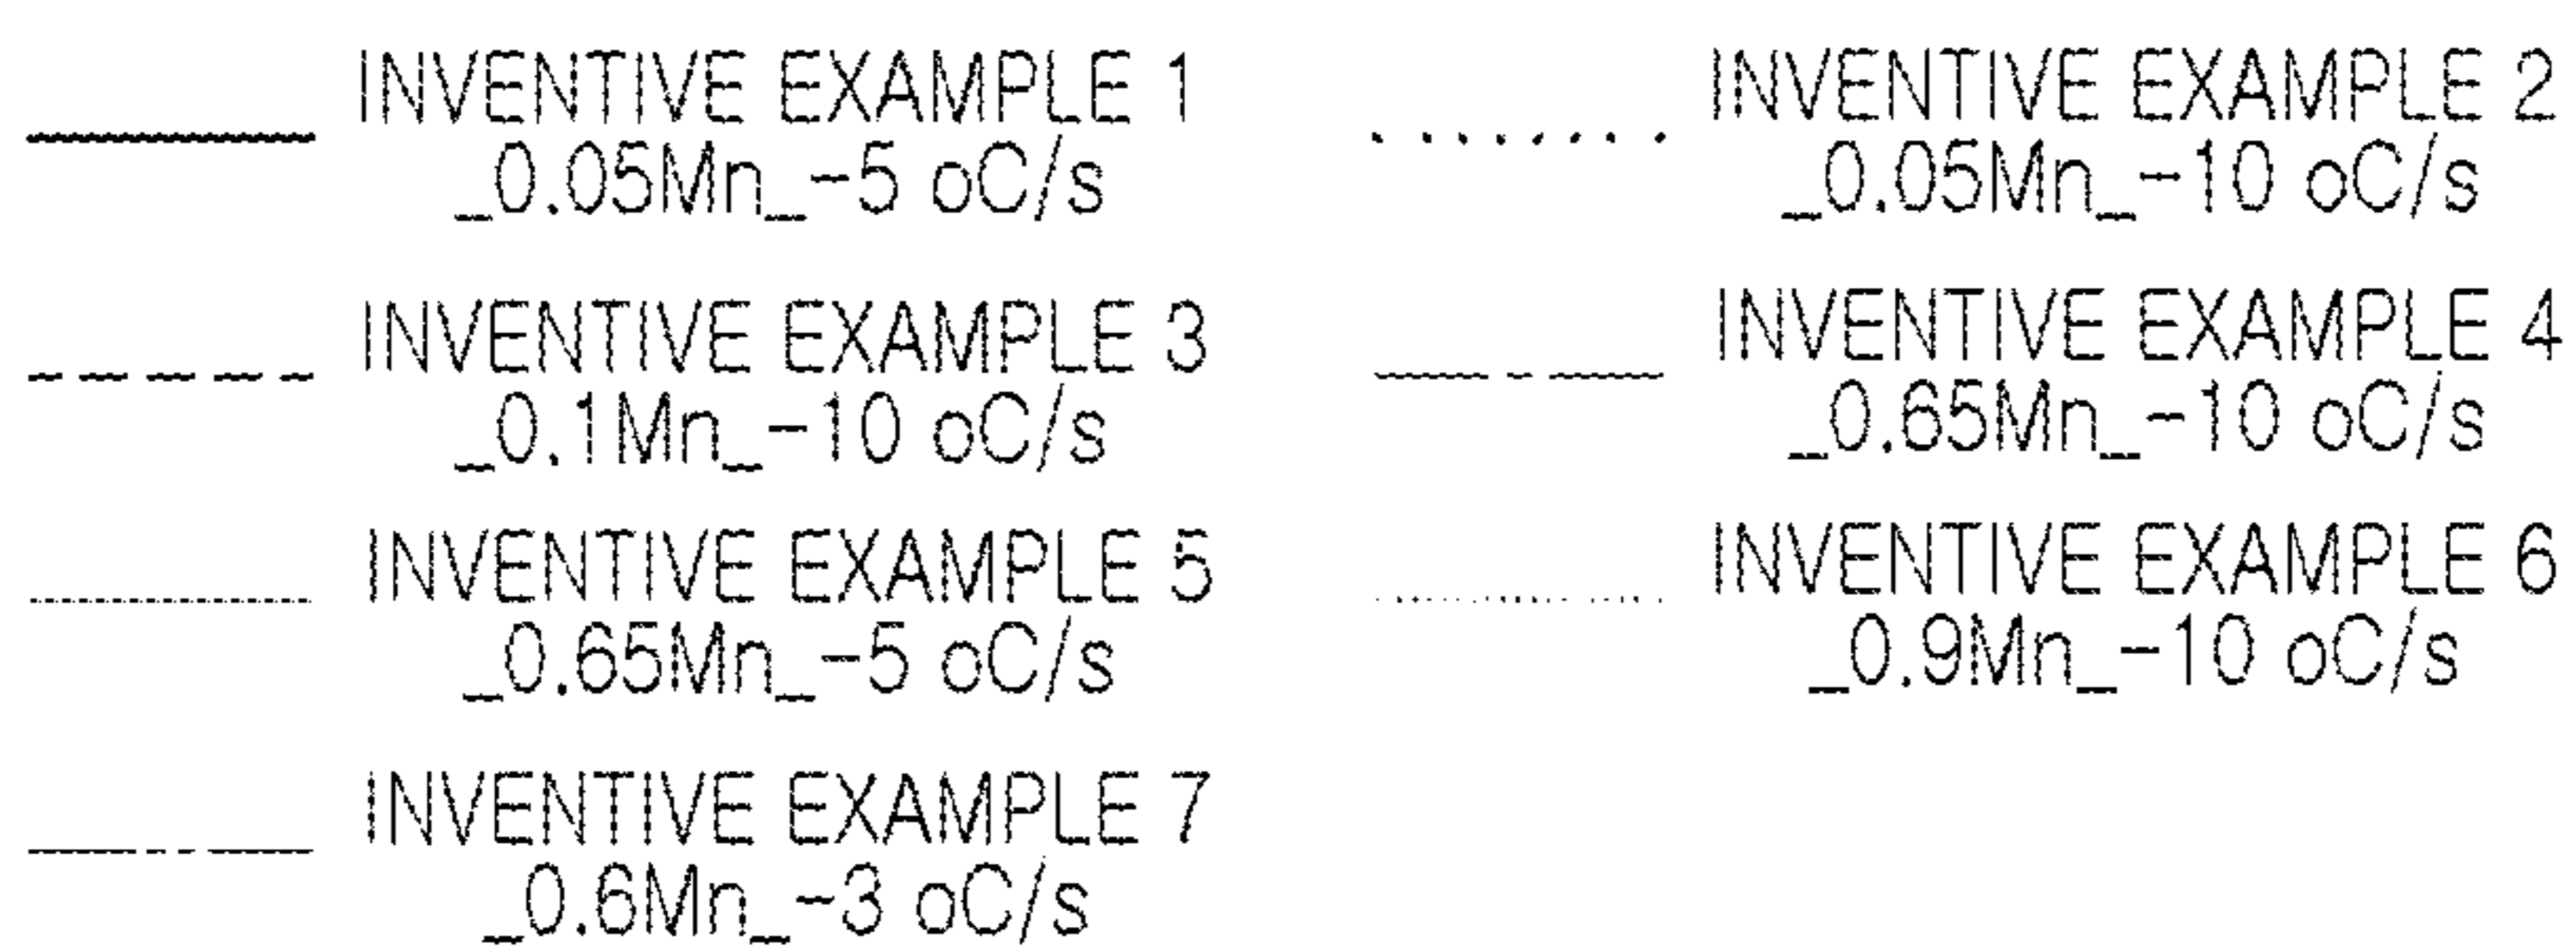 INVENTIVE EXAMPLE 1
_0.05Mn_-5 oC/s
INVENTIVE EXAMPLE 2
_0.05Mn_-10 oC/s
INVENTIVE EXAMPLE 3
_0.1Mn_-10 oC/s
INVENTIVE EXAMPLE 4
_0.65Mn_-10 oC/s
INVENTIVE EXAMPLE 5
_0.65Mn_-5 oC/s
INVENTIVE EXAMPLE 6
_0.9Mn_-10 oC/s
INVENTIVE EXAMPLE 7
_0.6Mn_-3 oC/s